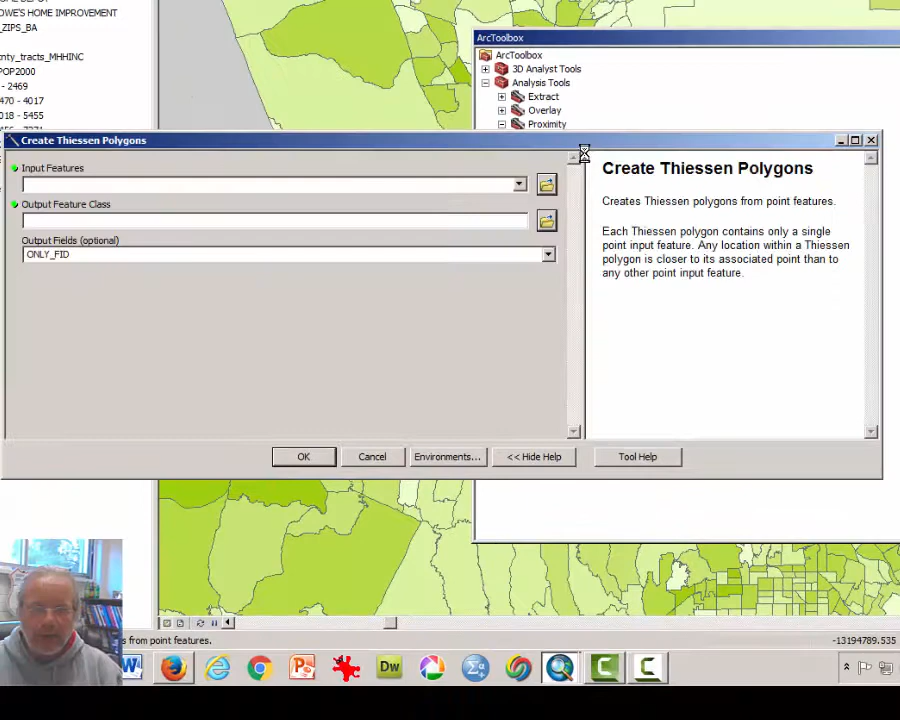 OWE'S HOME IMPROVEMENT
_ZIPS_BA
nty_tracts_MHHINC
POP2000
- 2469
470 - 4017
018 - 5455
ArcToolbox
ArcToolbox
3D Analyst Tools
Analysis Tools
Extract
Overlay
Proximity
Create Thiessen Polygons
Input Features
Output Feature Class
Output Fields (optional)
ONLY_FID
Create Thiessen Polygons
Creates Thiessen polygons from point features.
Each Thiessen polygon contains only a single
point input feature. Any location within a Thiessen
polygon is closer to its associated point than to
any other point input feature.
OK
Cancel
Environments...
<< Hide Help
Tool Help
s from point features.
-13194789.535
W
P
Dw
Σα
C
C